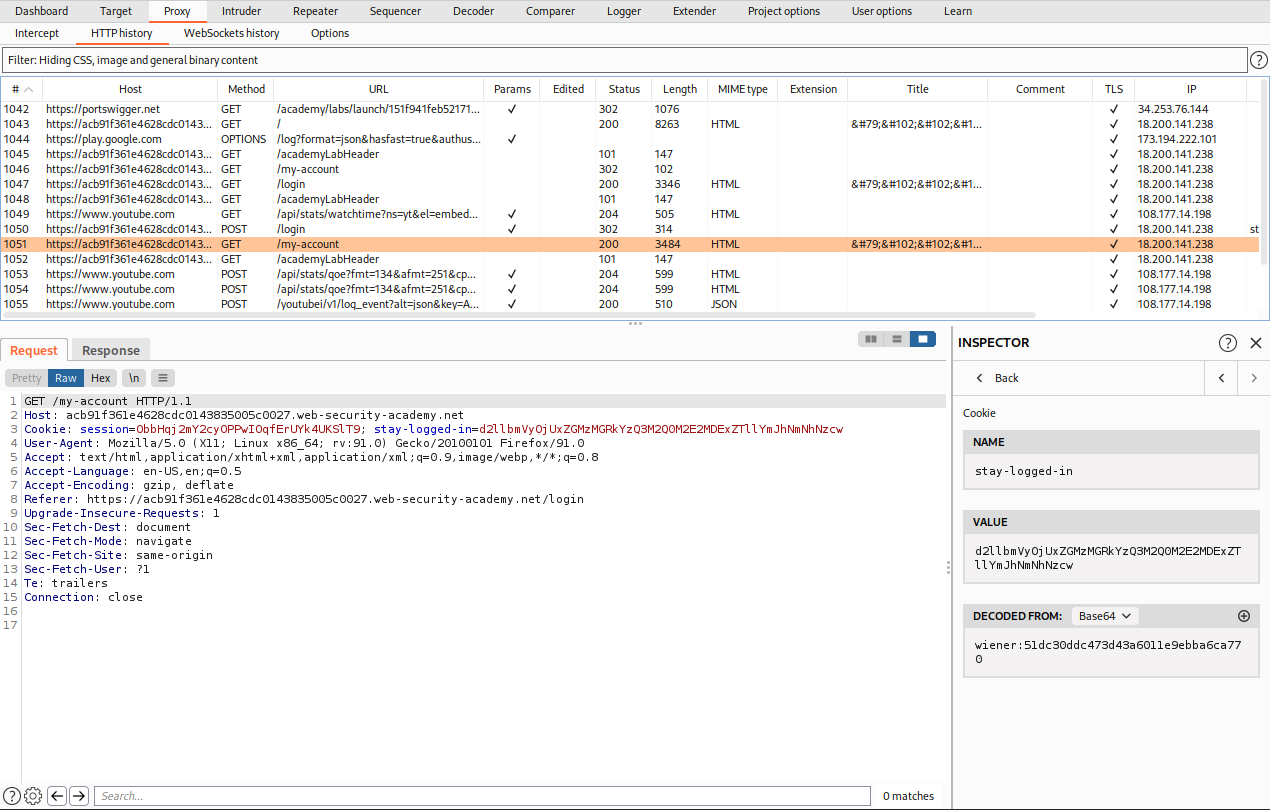 Dashboard Target Proxy Intruder Repeater Sequencer Decoder Comparer Logger Extender Project options User options Learn
Intercept HTTP history WebSockets history Options
Filter: Hiding CSS, image and general binary content
# Host Method URL Params Edited Status Length MIME type Extension Title Comment TLS IP
1042 https://portswigger.net GET /academy/labs/launch/151f941feb52171... ✓ 302 1076 ✓ 34.253.76.144
1043 https://acb91f361e4628cdc0143... GET / 200 8263 HTML &#79;&#102;&#102;&#1... ✓ 18.200.141.238
1044 https://play.google.com OPTIONS /log?format=json&hasfast=true&authus... ✓ ✓ 173.194.222.101
1045 https://acb91f361e4628cdc0143... GET /academyLabHeader 101 147 ✓ 18.200.141.238
1046 https://acb91f361e4628cdc0143... GET /my-account 302 102 ✓ 18.200.141.238
1047 https://acb91f361e4628cdc0143... GET /login 200 3346 HTML &#79;&#102;&#102;&#1... ✓ 18.200.141.238
1048 https://acb91f361e4628cdc0143... GET /academyLabHeader 101 147 ✓ 18.200.141.238
1049 https://www.youtube.com GET /api/stats/watchtime?ns=yt&el=embed... ✓ 204 505 HTML ✓ 108.177.14.198
1050 https://acb91f361e4628cdc0143... POST /login ✓ 302 314 ✓ 18.200.141.238 st
1051 https://acb91f361e4628cdc0143... GET /my-account 200 3484 HTML &#79;&#102;&#102;&#1... ✓ 18.200.141.238
1052 https://acb91f361e4628cdc0143... GET /academyLabHeader 101 147 ✓ 18.200.141.238
1053 https://www.youtube.com POST /api/stats/qoe?fmt=134&afmt=251&cp... ✓ 204 599 HTML ✓ 108.177.14.198
1054 https://www.youtube.com POST /api/stats/qoe?fmt=134&afmt=251&cp... ✓ 204 599 HTML ✓ 108.177.14.198
1055 https://www.youtube.com POST /youtubei/v1/log_event?alt=json&key=A... ✓ 200 510 JSON ✓ 108.177.14.198
Request Response
Pretty Raw Hex \n
1 GET /my-account HTTP/1.1
2 Host: acb91f361e4628cdc0143835005c0027.web-security-academy.net
3 Cookie: session=0bbHqj2mY2cyOPPwIOqfErUYk4UKSlT9; stay-logged-in=d2llbmVyOjUxZGMzMGRkYzQ3M2Q0M2E2MDExZTllYmJhNmNhNzcw
4 User-Agent: Mozilla/5.0 (X11; Linux x86_64; rv:91.0) Gecko/20100101 Firefox/91.0
5 Accept: text/html,application/xhtml+xml,application/xml;q=0.9,image/webp,*/*;q=0.8
6 Accept-Language: en-US,en;q=0.5
7 Accept-Encoding: gzip, deflate
8 Referer: https://acb91f361e4628cdc0143835005c0027.web-security-academy.net/login
9 Upgrade-Insecure-Requests: 1
10 Sec-Fetch-Dest: document
11 Sec-Fetch-Mode: navigate
12 Sec-Fetch-Site: same-origin
13 Sec-Fetch-User: ?1
14 Te: trailers
15 Connection: close
16
17
Search...
0 matches
INSPECTOR
Back
Cookie
NAME
stay-logged-in
VALUE
d2llbmVyOjUxZGMzMGRkYzQ3M2Q0M2E2MDExZT
llYmJhNmNhNzcw
DECODED FROM: Base64
wiener:51dc30ddc473d43a6011e9ebba6ca77
0